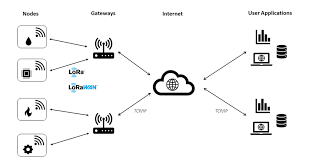 Nodes Gateways Internet User Applications
LoRa
LoRaWAN
TCP/IP TCP/IP